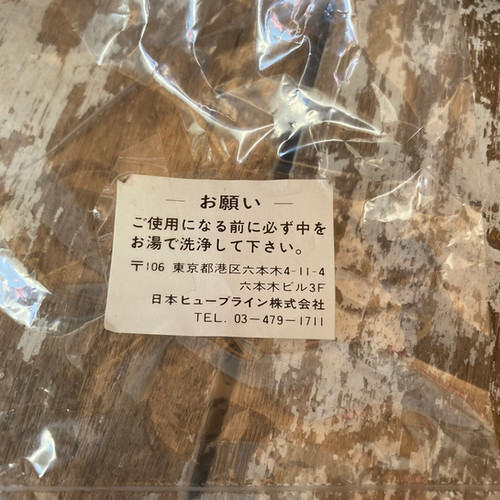 — お願い —
ご使用になる前に必ず中を
お湯で洗浄して下さい。
〒106 東京都港区六本木4-11-4
六本木ビル3F
日本ヒュープライン株式会社
TEL. 03-479-1711